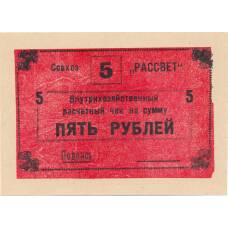 Совхоз 5 „РАССВЕТ"
5 Внутрихозяйственный 5
расчетный чек на сумму
ПЯТЬ РУБЛЕЙ
Подпись